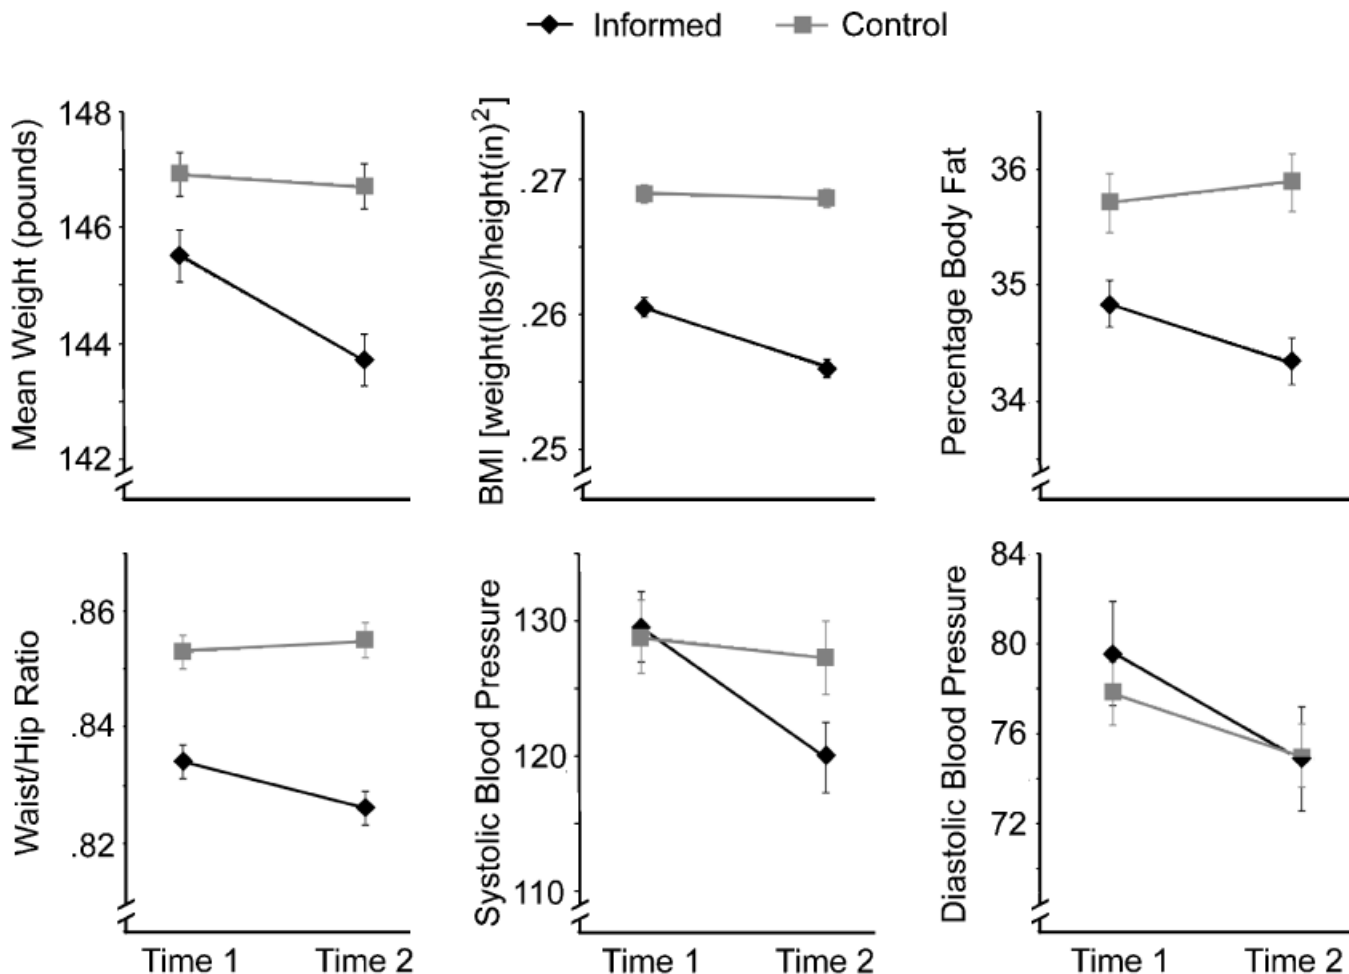 Informed Control
Mean Weight (pounds)
148
146
144
142
BMI [weight(lbs)/height(in)²]
.27
.26
.25
Percentage Body Fat
36
35
34
Waist/Hip Ratio
.86
.84
.82
Time 1 Time 2
Systolic Blood Pressure
130
120
110
Time 1 Time 2
Diastolic Blood Pressure
84
80
76
72
Time 1 Time 2